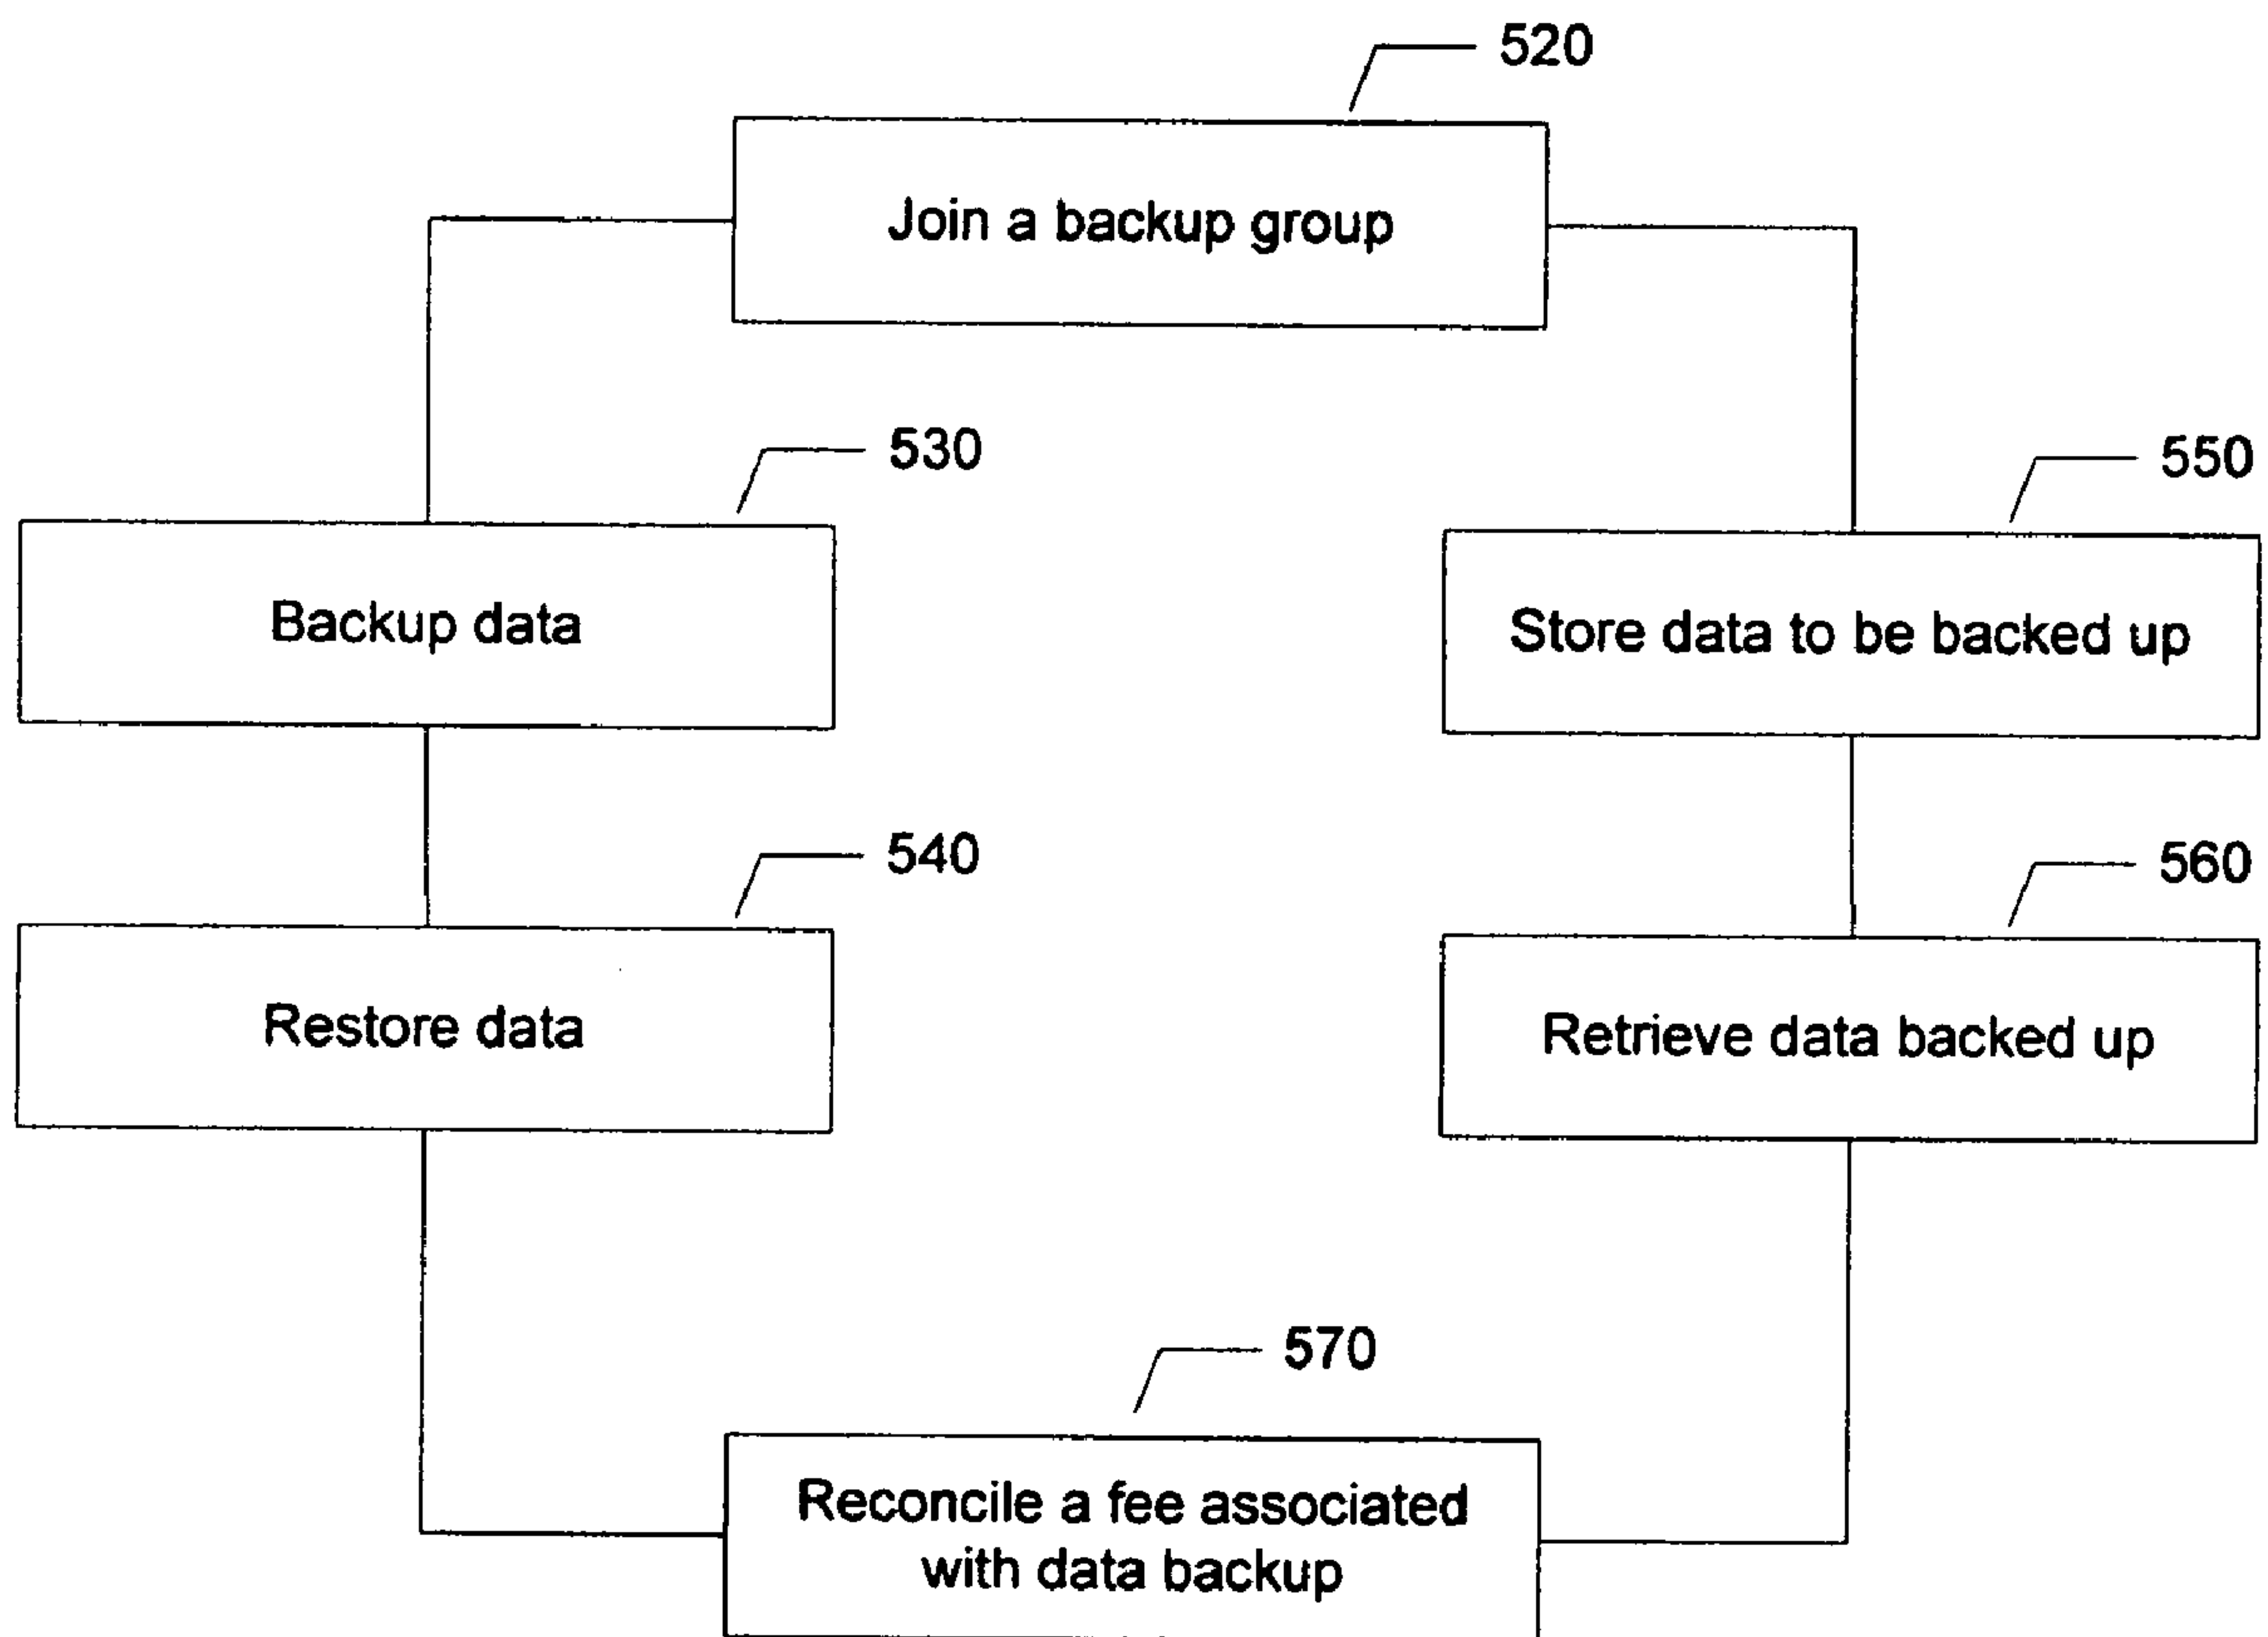 520
Join a backup group
530
550
Backup data
Store data to be backed up
540
560
Restore data
Retrieve data backed up
570
Reconcile a fee associated
with data backup